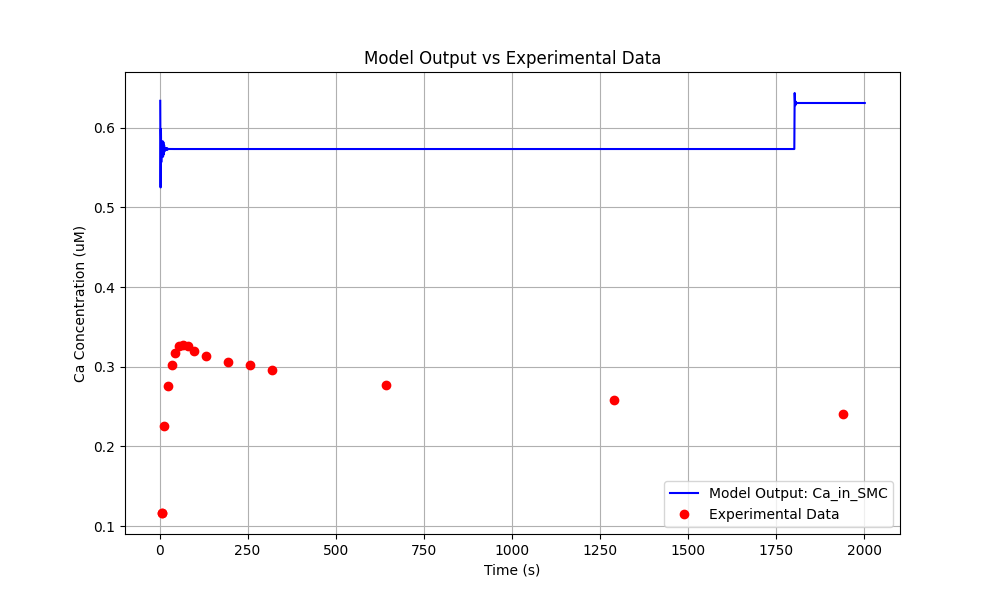 Model Output vs Experimental Data
Ca Concentration (uM)
0.6
0.5
0.4
0.3
0.2
0.1
0 250 500 750 1000 1250 1500 1750 2000
Time (s)
Model Output: Ca_in_SMC
Experimental Data